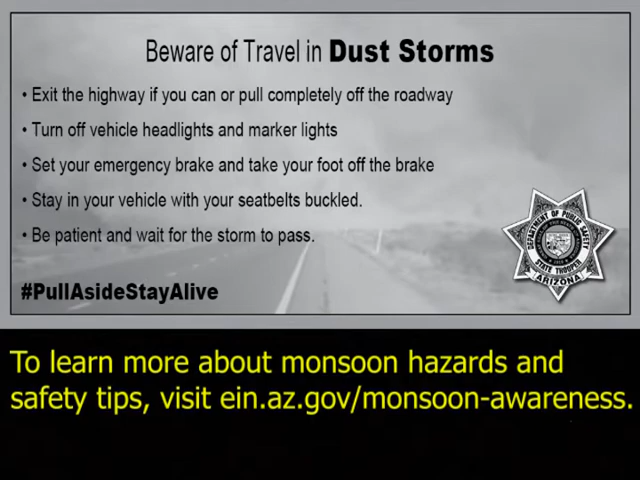 Beware of Travel in Dust Storms
• Exit the highway if you can or pull completely off the roadway
• Turn off vehicle headlights and marker lights
• Set your emergency brake and take your foot off the brake
• Stay in your vehicle with your seatbelts buckled.
• Be patient and wait for the storm to pass.
DEPARTMENT OF PUBLIC SAFETY
STATE TROOPER
ARIZONA
#PullAsideStayAlive
To learn more about monsoon hazards and
safety tips, visit ein.az.gov/monsoon-awareness.